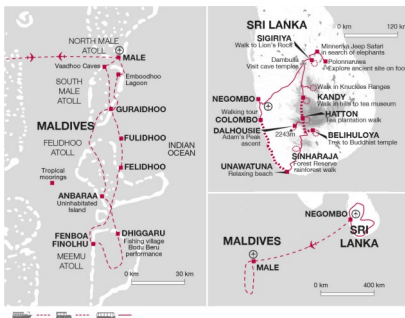 NORTH MALE
ATOLL
MALE
Vaadhoo Caves
Emboodhoo
Lagoon
SOUTH
MALE
ATOLL
GURAIDHOO
MALDIVES
FULIDHOO
FELIDHOO
ATOLL
INDIAN
OCEAN
FELIDHOO
Tropical
moorings
ANBARAA
Uninhabited
Island
FENBOA
FINOLHU
DHIGGARU
Fishing village
Bodu Beru
performance
MEEMU
ATOLL
0 30
km
SRI LANKA
0 120
km
SIGIRIYA
Walk to Lion's Rock
Minnerika Jeep Safari
in search of elephants
Dambulla
Visit cave temples
Polonnaruwa
Explore ancient site on foot
Walk in Knuckles Ranges
NEGOMBO
KANDY
Walk in hills to tea museum
Walking tour
COLOMBO
HATTON
Tea plantation walk
DALHOUSIE
2243m
Adam's Peak
ascent
BELIHULOYA
Trek to Buddhist temple
SINHARAJA
Forest Reserve
rainforest walk
UNAWATUNA
Relaxing beach
NEGOMBO
SRI
LANKA
MALDIVES
MALE
0 400
km